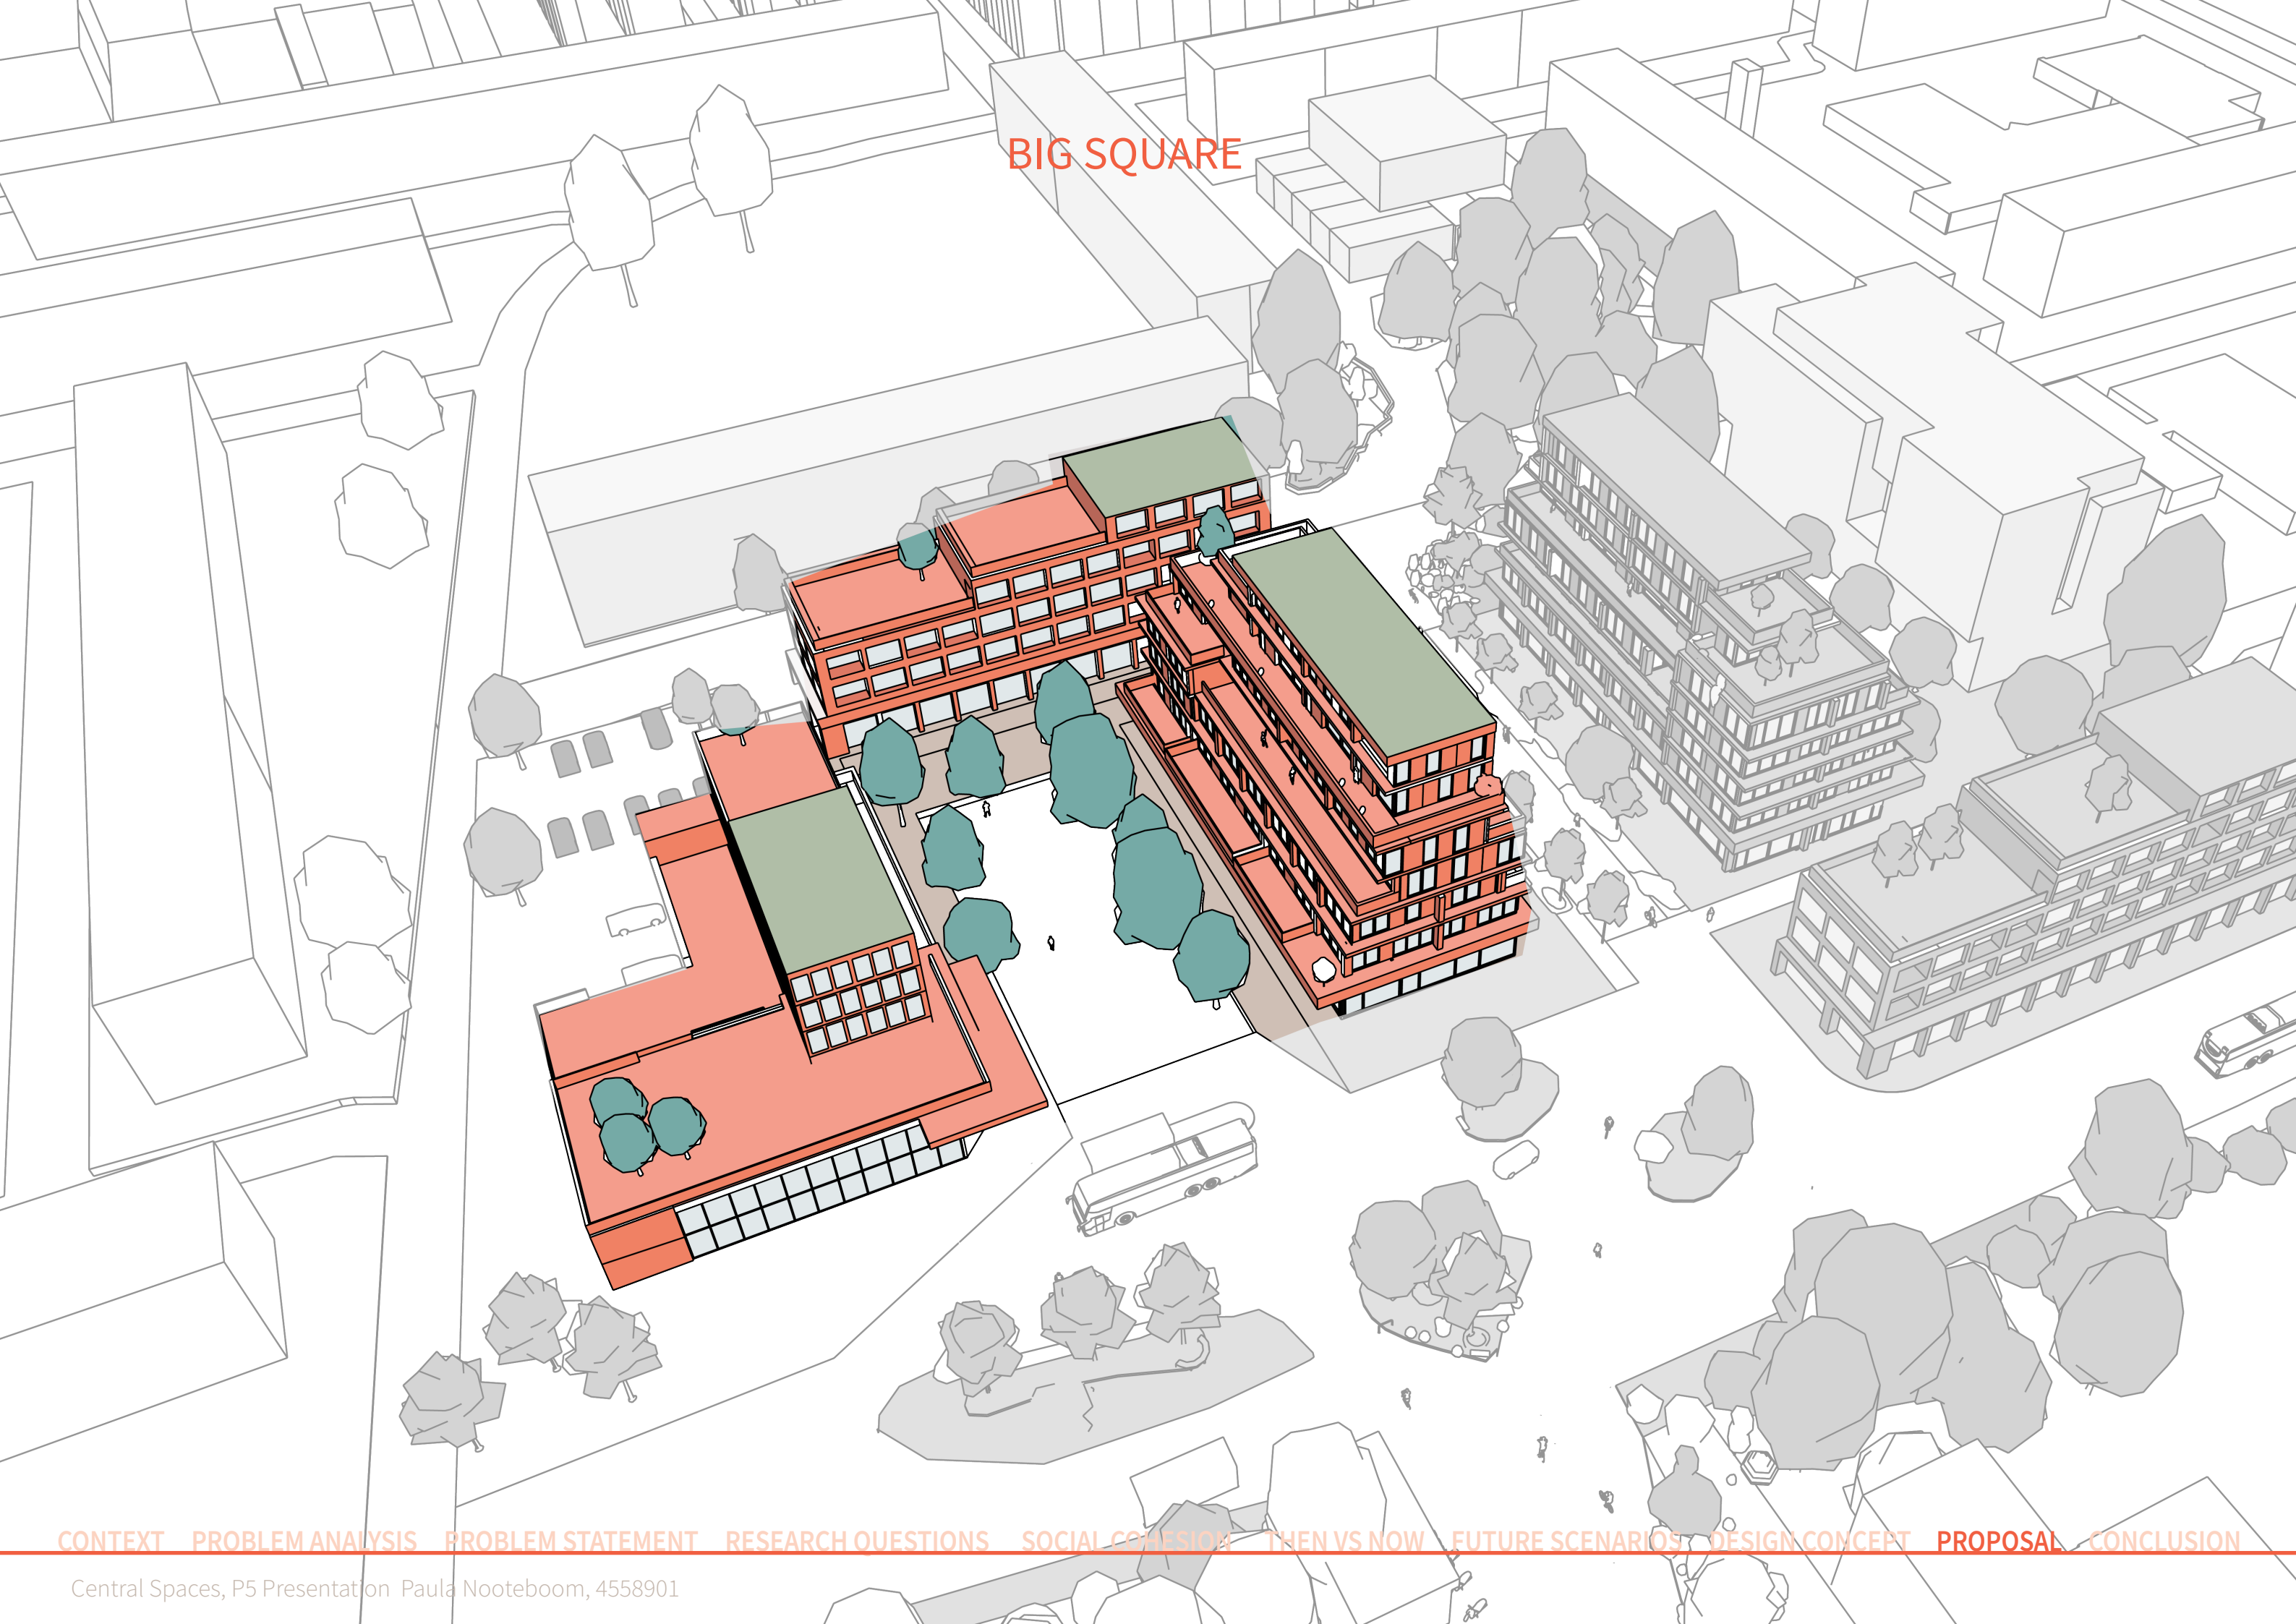 BIG SQUARE
CONTEXT PROBLEM ANALYSIS PROBLEM STATEMENT RESEARCH QUESTIONS SOCIAL COHESION THEN VS NOW FUTURE SCENARIOS DESIGN CONCEPT PROPOSAL CONCLUSION
Central Spaces, P5 Presentation Paula Nooteboom, 4558901